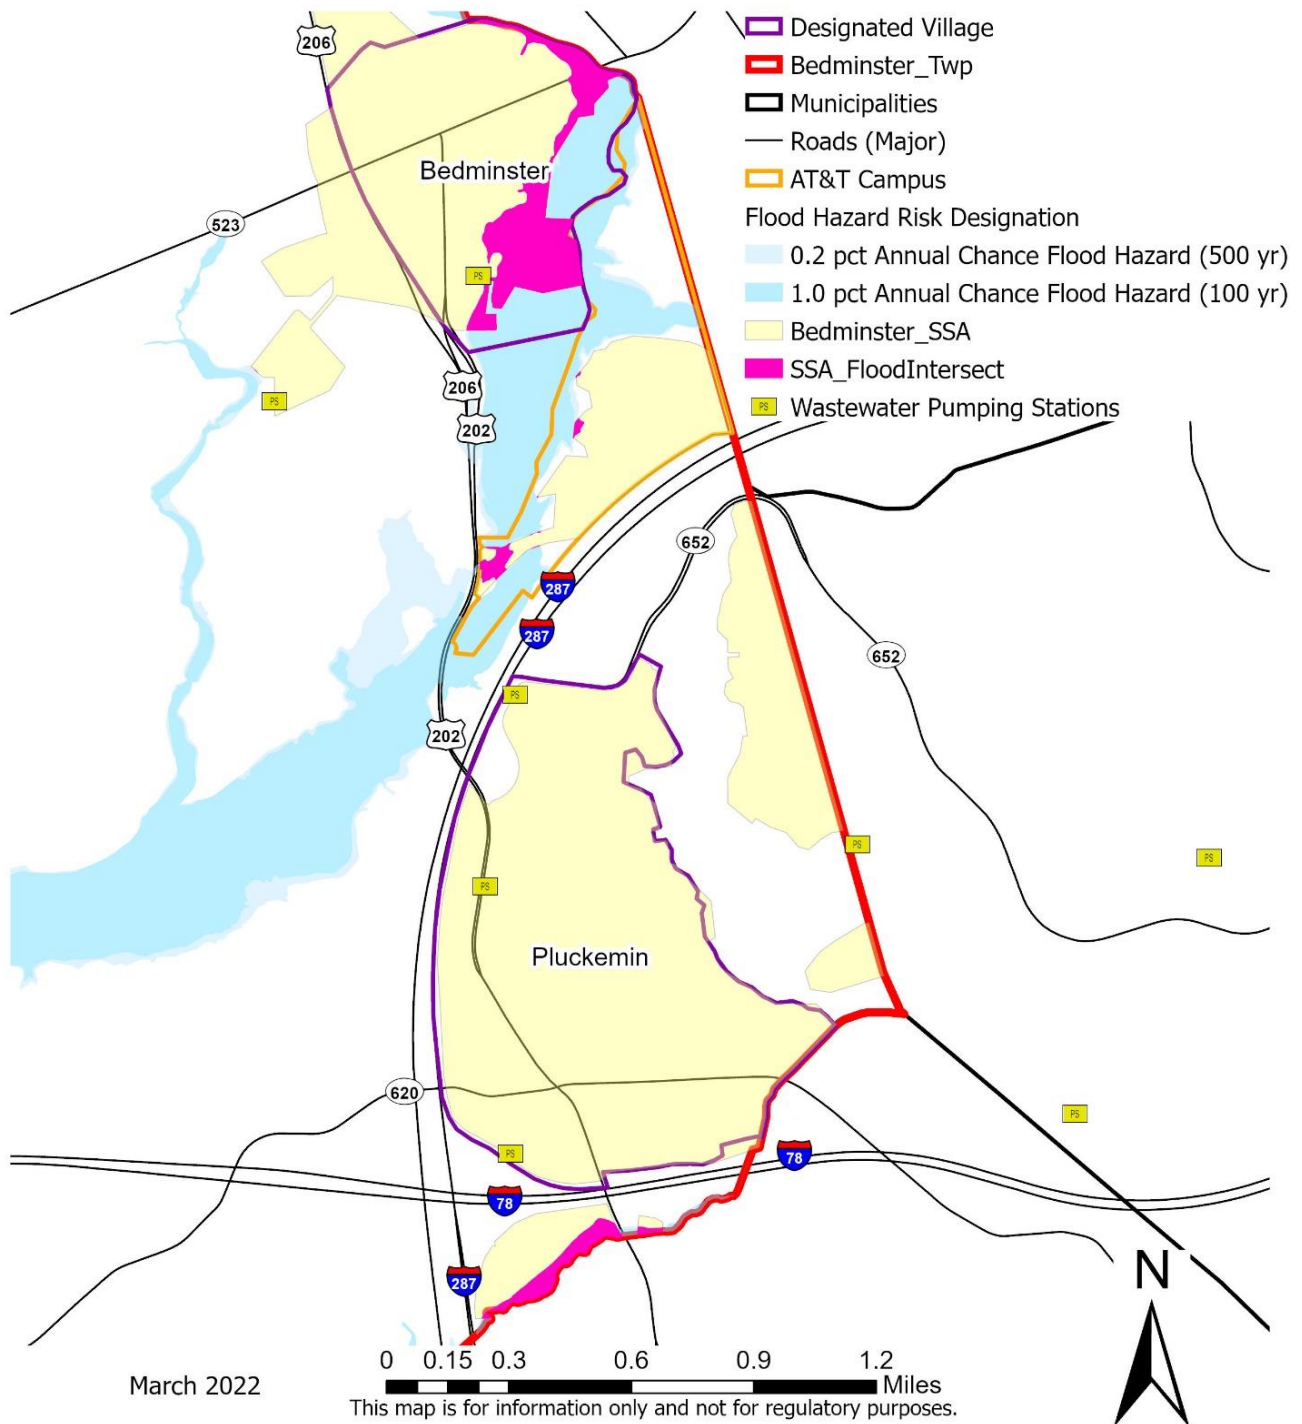 Designated Village
Bedminster_Twp
Municipalities
Roads (Major)
AT&T Campus
Flood Hazard Risk Designation
0.2 pct Annual Chance Flood Hazard (500 yr)
1.0 pct Annual Chance Flood Hazard (100 yr)
Bedminster_SSA
SSA_FloodIntersect
PS Wastewater Pumping Stations
206
Bedminster
523
PS
206
PS
202
652
287
287
652
PS
202
PS
PS
PS
Pluckemin
620
PS
PS
78
78
287
N
0 0.15 0.3 0.6 0.9 1.2
Miles
March 2022
This map is for information only and not for regulatory purposes.